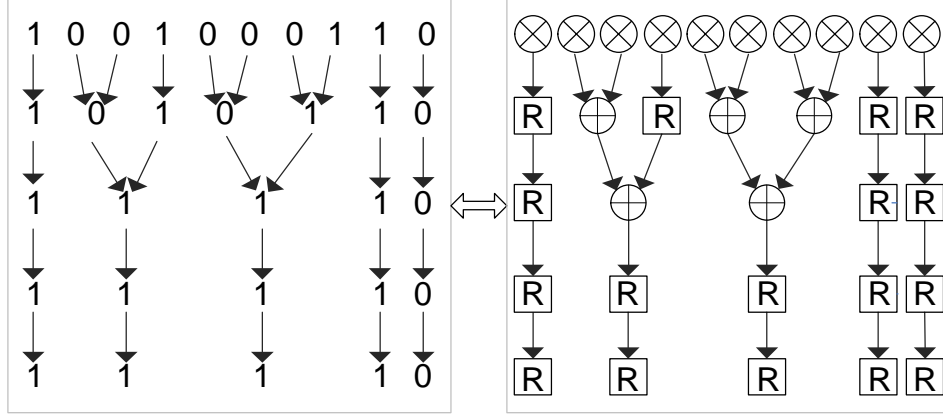 1 0 0 1 0 0 0 1 1 0
1 0 1 0 1 1 0 R R R R
1 1 1 1 0 R R R
1 1 1 1 0 R R R R R
1 1 1 1 0 R R R R R